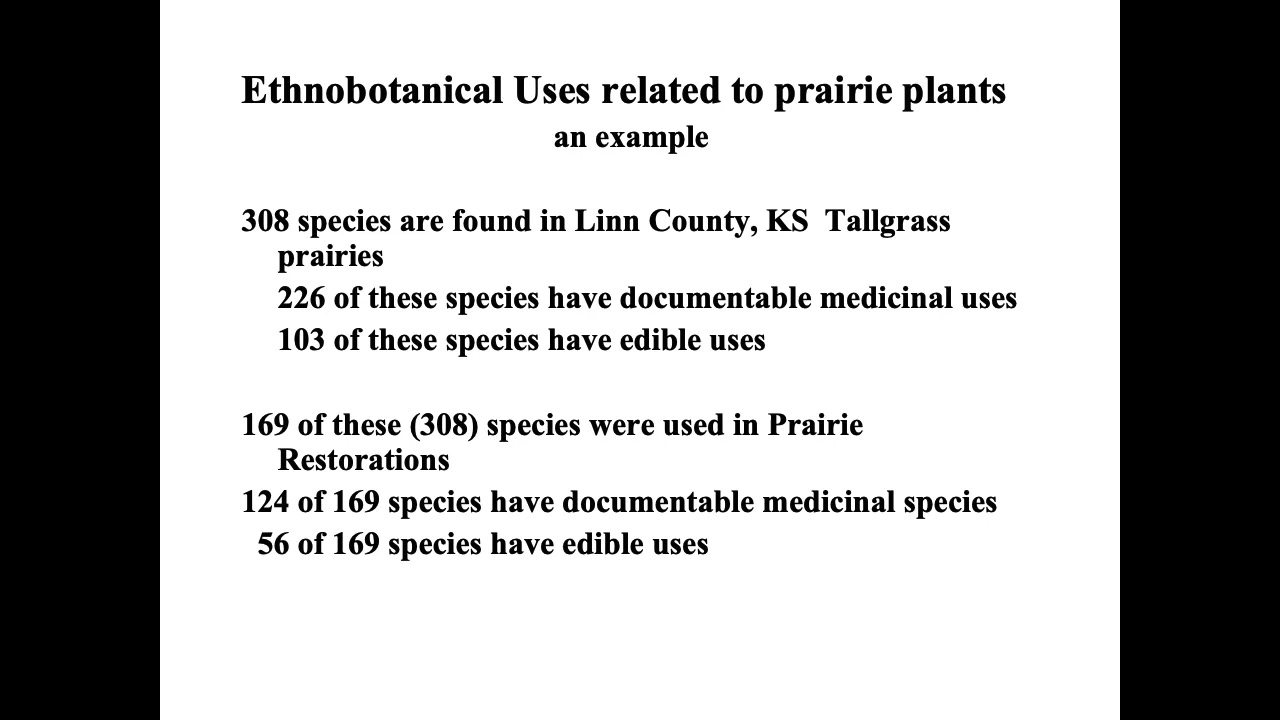 Ethnobotanical Uses related to prairie plants
an example
308 species are found in Linn County, KS  Tallgrass
prairies
226 of these species have documentable medicinal uses
103 of these species have edible uses
169 of these (308) species were used in Prairie
Restorations
124 of 169 species have documentable medicinal species
56 of 169 species have edible uses